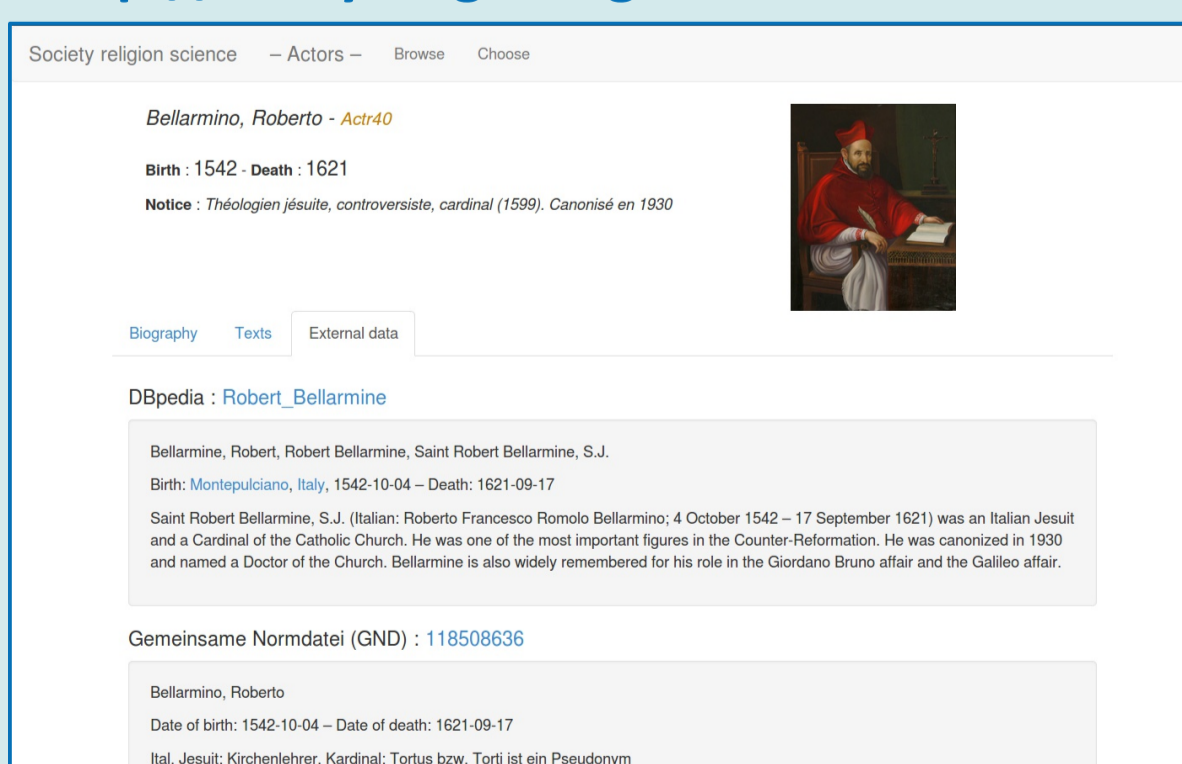 Society religion science – Actors – Browse Choose
Bellarmino, Roberto - Actr40
Birth : 1542 - Death : 1621
Notice : Théologien jésuite, controversiste, cardinal (1599). Canonisé en 1930
Biography Texts External data
DBpedia : Robert_Bellarmine
Bellarmine, Robert, Robert Bellarmine, Saint Robert Bellarmine, S.J.
Birth: Montepulciano, Italy, 1542-10-04 – Death: 1621-09-17
Saint Robert Bellarmine, S.J. (Italian: Roberto Francesco Romolo Bellarmino; 4 October 1542 – 17 September 1621) was an Italian Jesuit
and a Cardinal of the Catholic Church. He was one of the most important figures in the Counter-Reformation. He was canonized in 1930
and named a Doctor of the Church. Bellarmine is also widely remembered for his role in the Giordano Bruno affair and the Galileo affair.
Gemeinsame Normdatei (GND) : 118508636
Bellarmino, Roberto
Date of birth: 1542-10-04 – Date of death: 1621-09-17
Ital. Jesuit; Kirchenlehrer, Kardinal; Tortus bzw. Torti ist ein Pseudonym